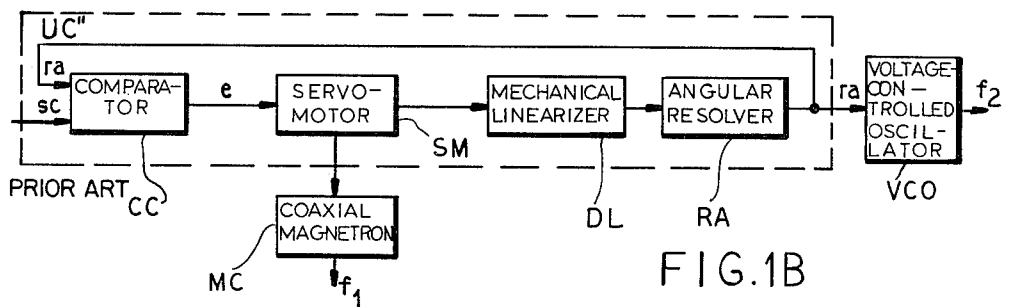 UC"
ra
sc
COMPARA-
TOR
e
SERVO-
MOTOR
SM
MECHANICAL
LINEARIZER
ANGULAR
RESOLVER
ra
VOLTAGE-
CON-
TROLLED
OSCIL-
LATOR
f2
PRIOR ART
CC
COAXIAL
MAGNETRON
MC
f1
DL
RA
VCO
FIG.1B